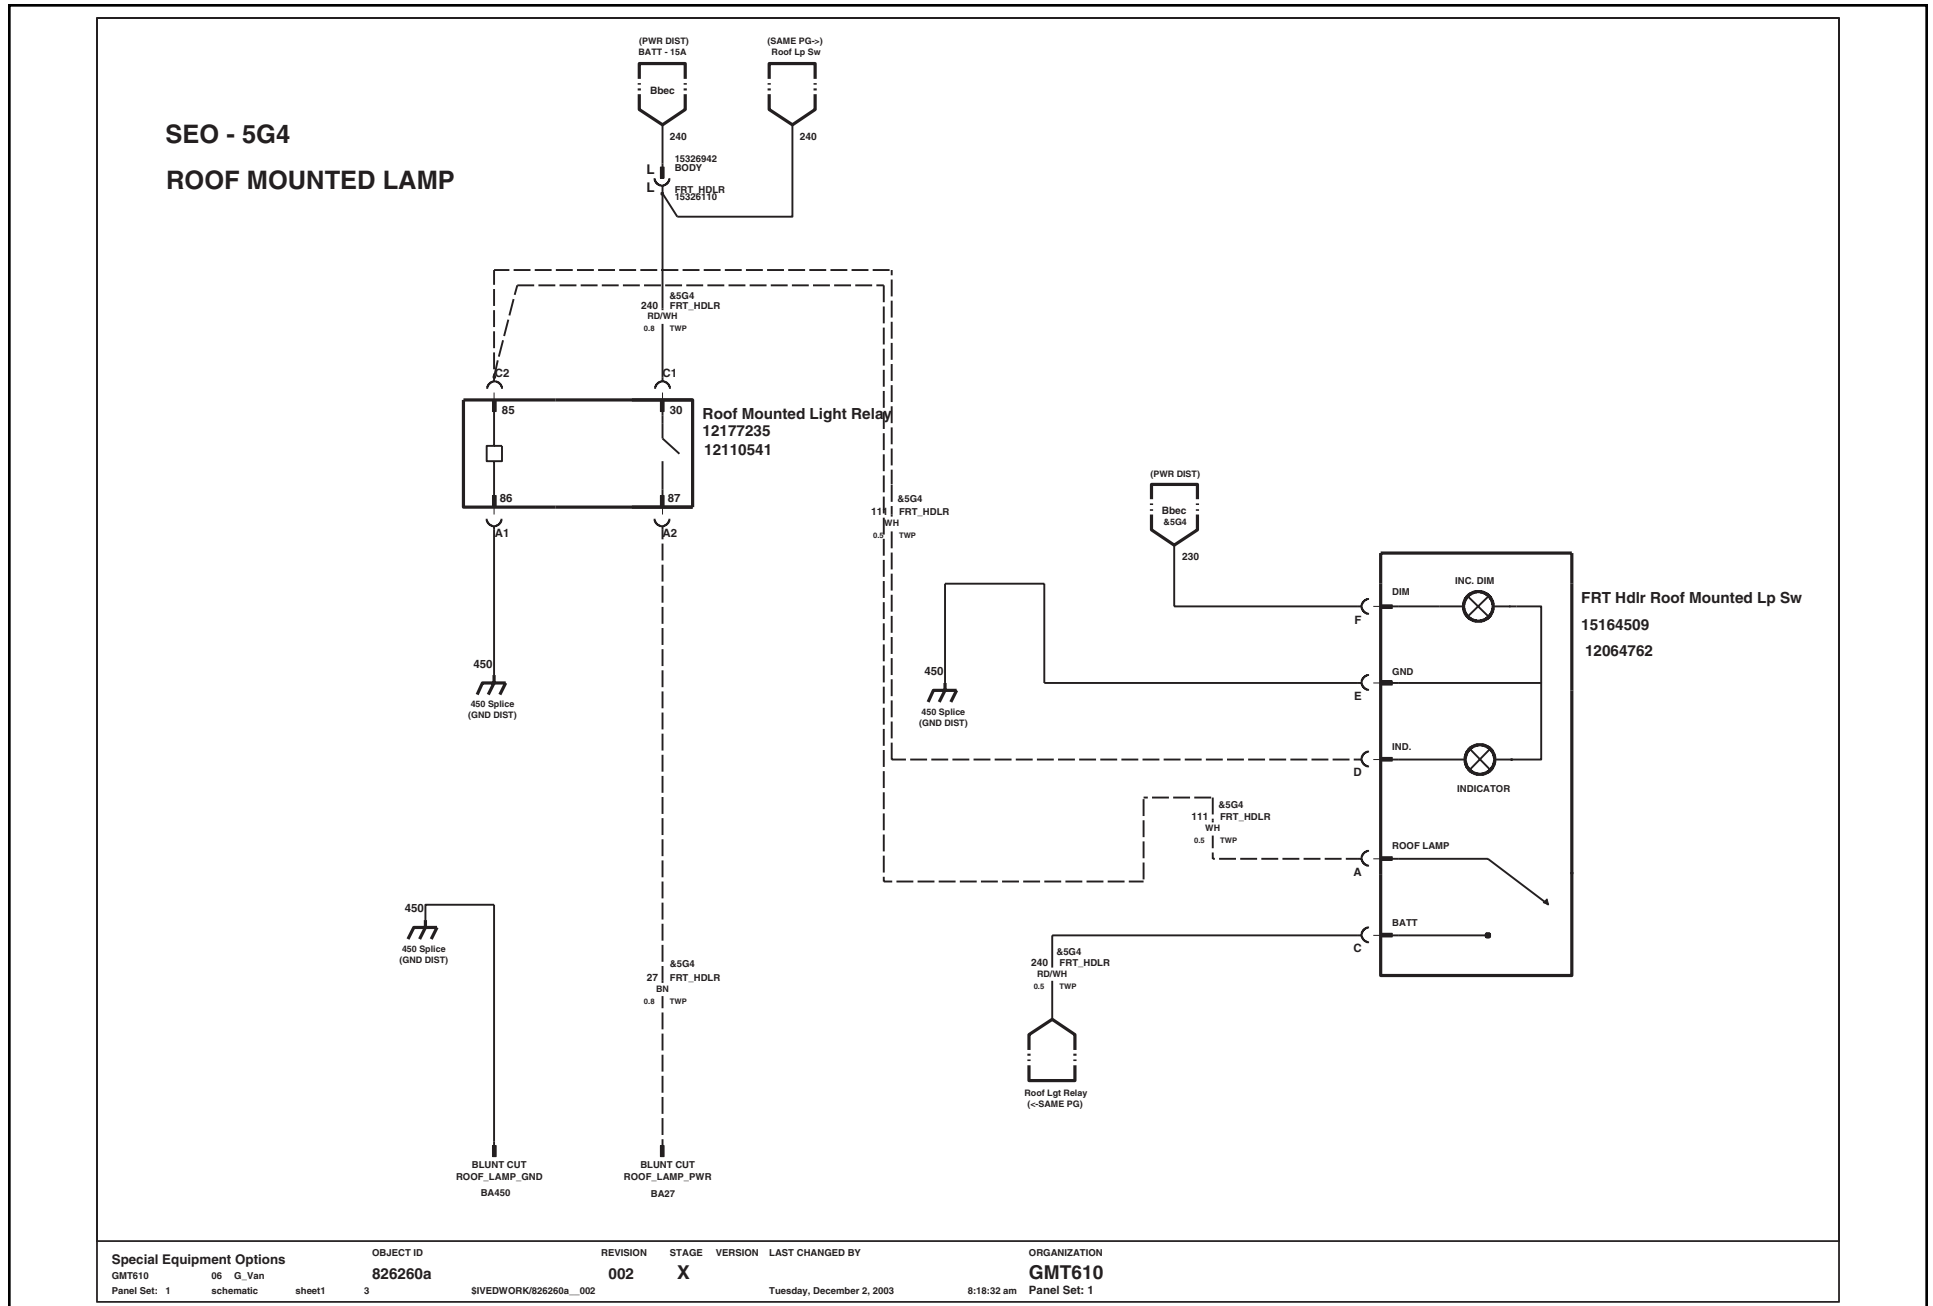 (PWR DIST)
BATT - 15A
Bbec
240
(SAME PG->)
Roof Lp Sw
240
SEO - 5G4
ROOF MOUNTED LAMP
15326942
L BODY
L FRT_HDLR
15326110
&5G4
240 FRT_HDLR
RD/WH
0.8 TWP
C2
C1
85
30
Roof Mounted Light Relay
12177235
12110541
86
87
A1
A2
&5G4
111 FRT_HDLR
WH
0.5 TWP
(PWR DIST)
Bbec
&5G4
230
DIM
INC. DIM
F
FRT Hdlr Roof Mounted Lp Sw
15164509
12064762
450
450 Splice
(GND DIST)
450
450 Splice
(GND DIST)
GND
E
IND.
D
INDICATOR
&5G4
111 FRT_HDLR
WH
0.5 TWP
ROOF LAMP
A
BATT
C
450
450 Splice
(GND DIST)
&5G4
27 FRT_HDLR
BN
0.8 TWP
&5G4
240 FRT_HDLR
RD/WH
0.5 TWP
Roof Lgt Relay
(<-SAME PG)
BLUNT CUT
ROOF_LAMP_GND
BA450
BLUNT CUT
ROOF_LAMP_PWR
BA27
Special Equipment Options
GMT610 06 G_Van
Panel Set: 1 schematic sheet1 3
OBJECT ID
826260a
$IVEDWORK/826260a__002
REVISION
002
STAGE
X
VERSION
LAST CHANGED BY
Tuesday, December 2, 2003 8:18:32 am
ORGANIZATION
GMT610
Panel Set: 1